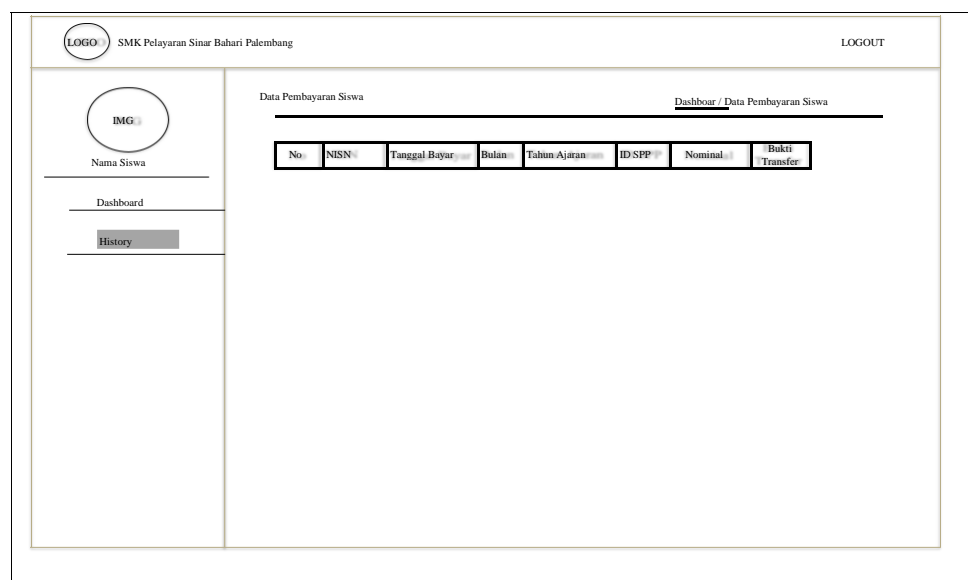 LOGO SMK Pelayaran Sinar Bahari Palembang LOGOUT
IMG
Nama Siswa
Dashboard
History
Data Pembayaran Siswa Dashboar / Data Pembayaran Siswa
No NISN Tanggal Bayar Bulan Tahun Ajaran ID SPP Nominal Bukti
Transfer